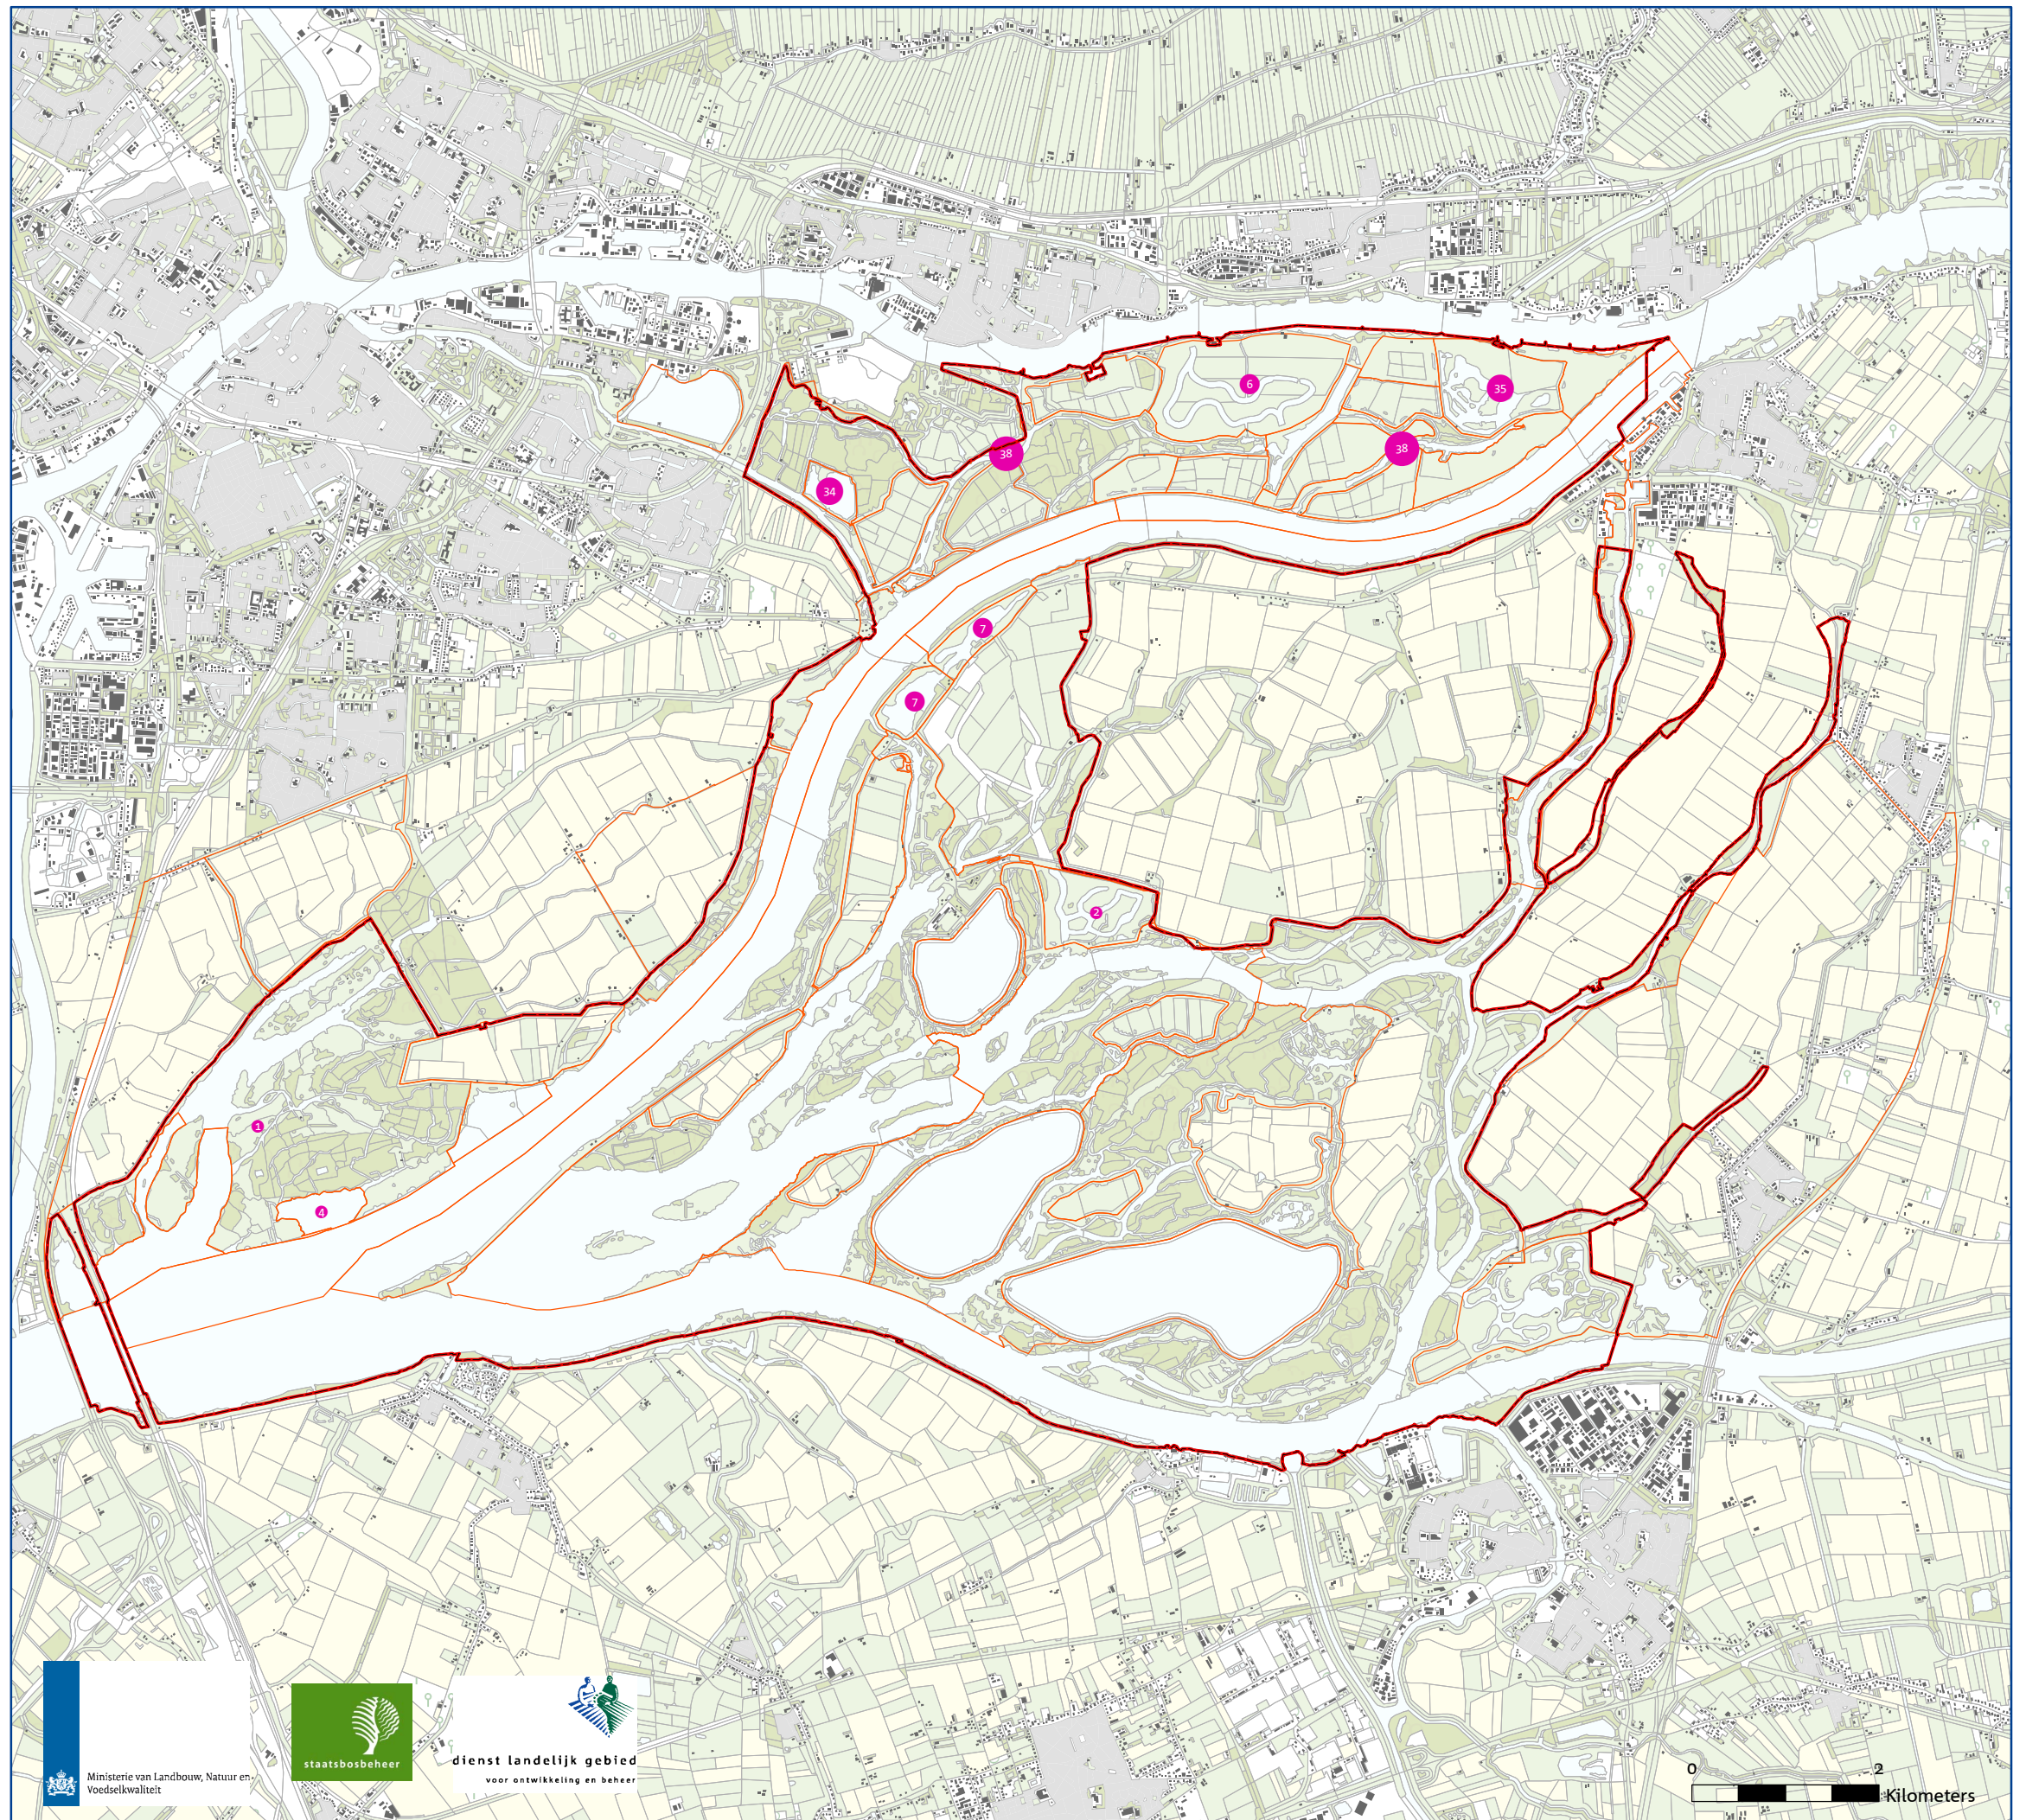 6
35
38
38
34
7
7
2
1
4
staatsbosbeheer
dienst landelijk gebied
voor ontwikkeling en beheer
Ministerie van Landbouw, Natuur en
Voedselkwaliteit
0 2
Kilometers